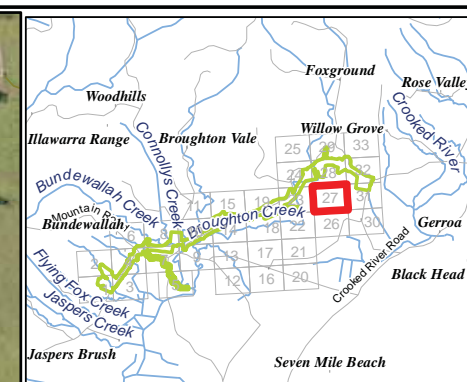 Foxground
Rose Valley
Woodhills
Crooked River
Connollys Creek
Illawarra Range
Broughton Vale
Willow Grove
25
29
33
Bundewallah Creek
28
32
27
11
15
19
Broughton Creek
Mountain Road
Bundewallah
18
22
26
30
Gerroa
Crooked River Road
Flying Fox Creek
2
3
13
17
21
12
16
20
Black Head
Jaspers Creek
Jaspers Brush
Seven Mile Beach